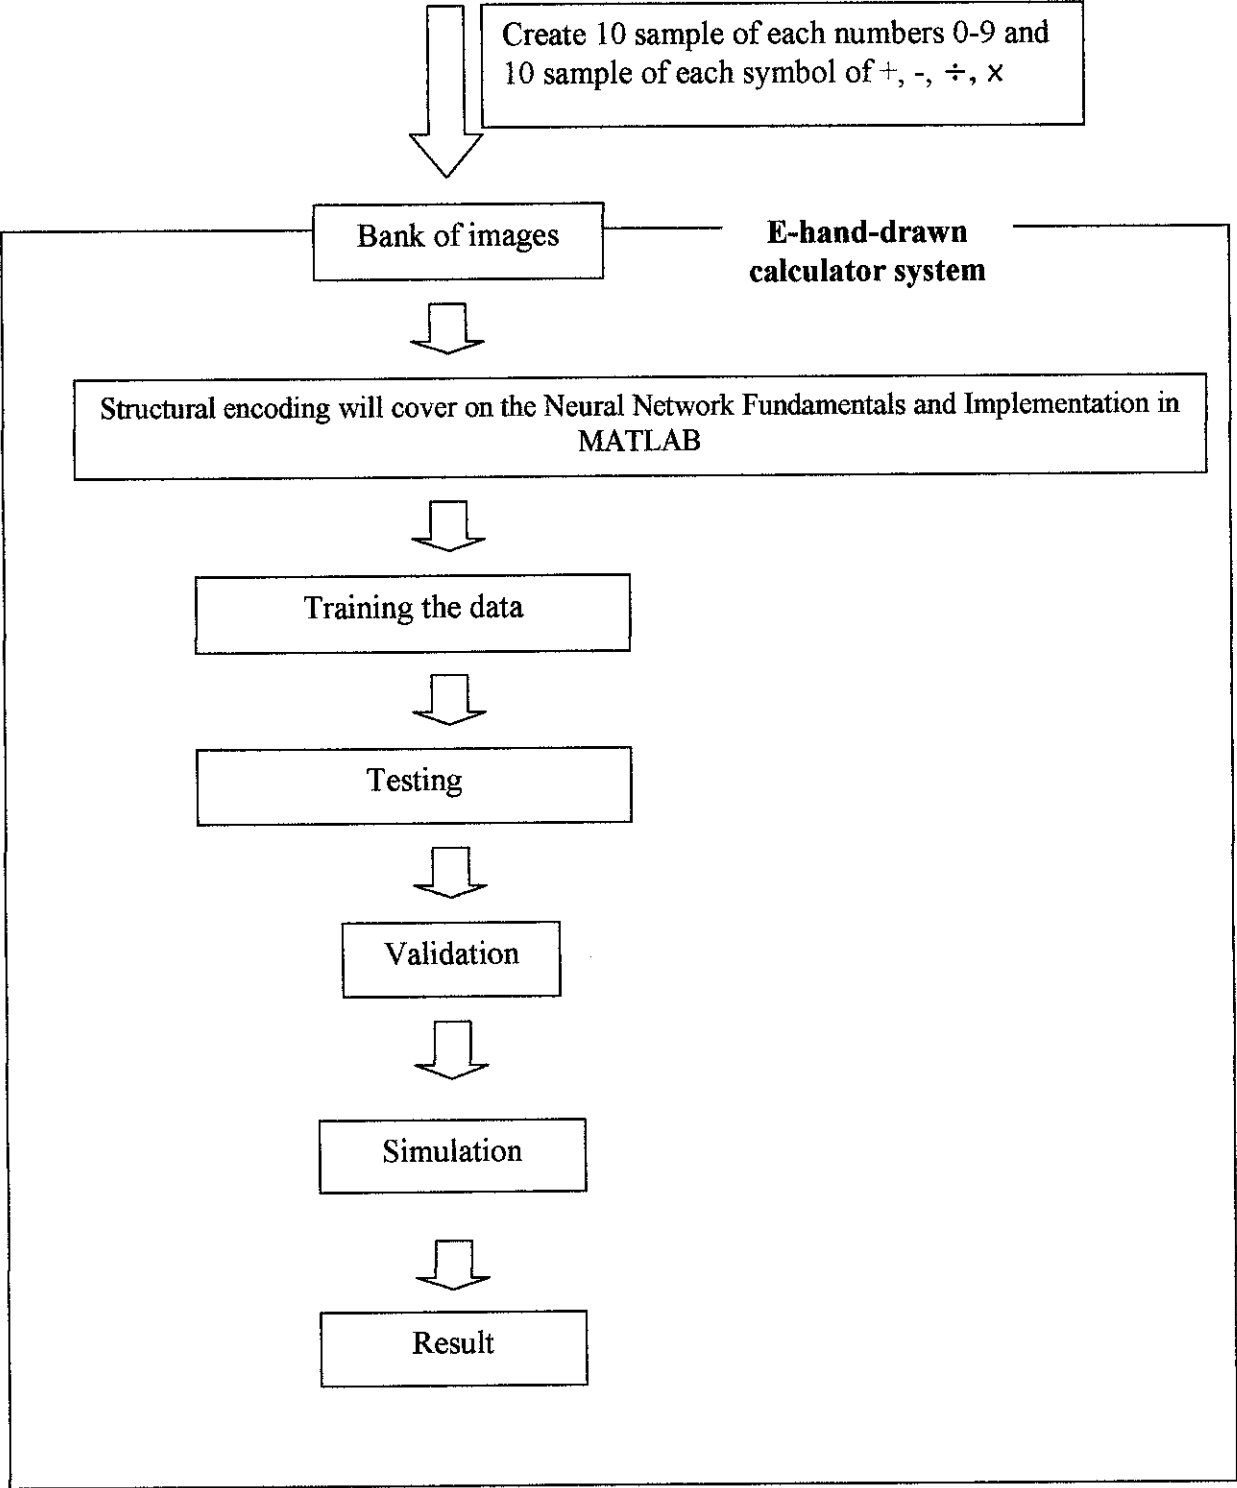 Create 10 sample of each numbers 0-9 and
10 sample of each symbol of +, -, ÷, ×
Bank of images
E-hand-drawn
calculator system
Structural encoding will cover on the Neural Network Fundamentals and Implementation in
MATLAB
Training the data
Testing
Validation
Simulation
Result